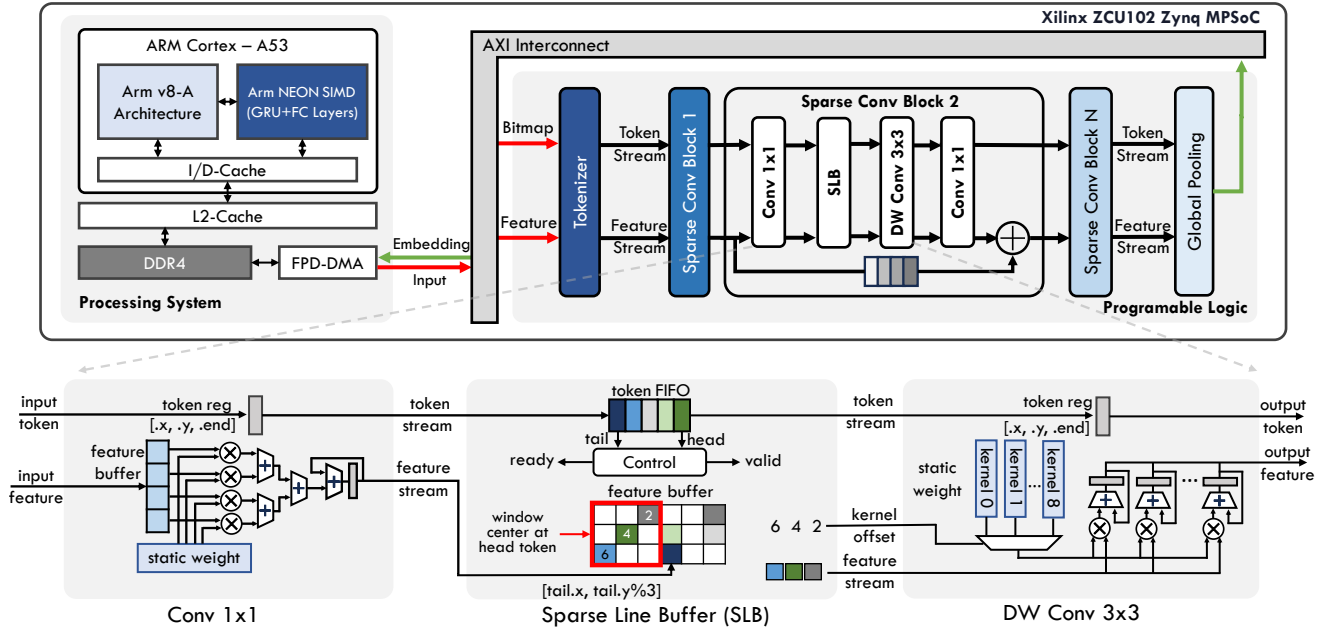 Xilinx ZCU102 Zynq MPSoC
ARM Cortex – A53
Arm v8-A
Architecture
Arm NEON SIMD
(GRU+FC Layers)
I/D-Cache
L2-Cache
DDR4
FPD-DMA
Processing System
Embedding
Input
AXI Interconnect
Bitmap
Feature
Tokenizer
Token
Stream
Feature
Stream
Sparse Conv Block 1
Sparse Conv Block 2
Conv 1x1
SLB
DW Conv 3x3
Conv 1x1
Sparse Conv Block N
Token
Stream
Feature
Stream
Global Pooling
Programable Logic
input
token
token reg
[.x, .y, .end]
feature
buffer
input
feature
static weight
Conv 1x1
token
stream
feature
stream
token FIFO
tail
head
ready
Control
valid
feature buffer
window
center at
head token
2
4
6
[tail.x, tail.y%3]
Sparse Line Buffer (SLB)
token
stream
6 4 2
kernel
offset
feature
stream
token reg
[.x, .y, .end]
static
weight
kernel 0
kernel 1
...
kernel 8
...
output
token
output
feature
DW Conv 3x3